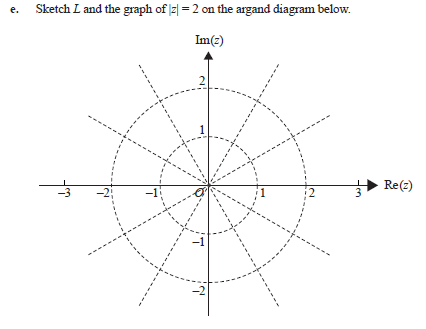 e. Sketch L and the graph of |z| = 2 on the argand diagram below.
Im(z)
2
1
-3 -2 -1 O 1 2 3 Re(z)
-1
-2